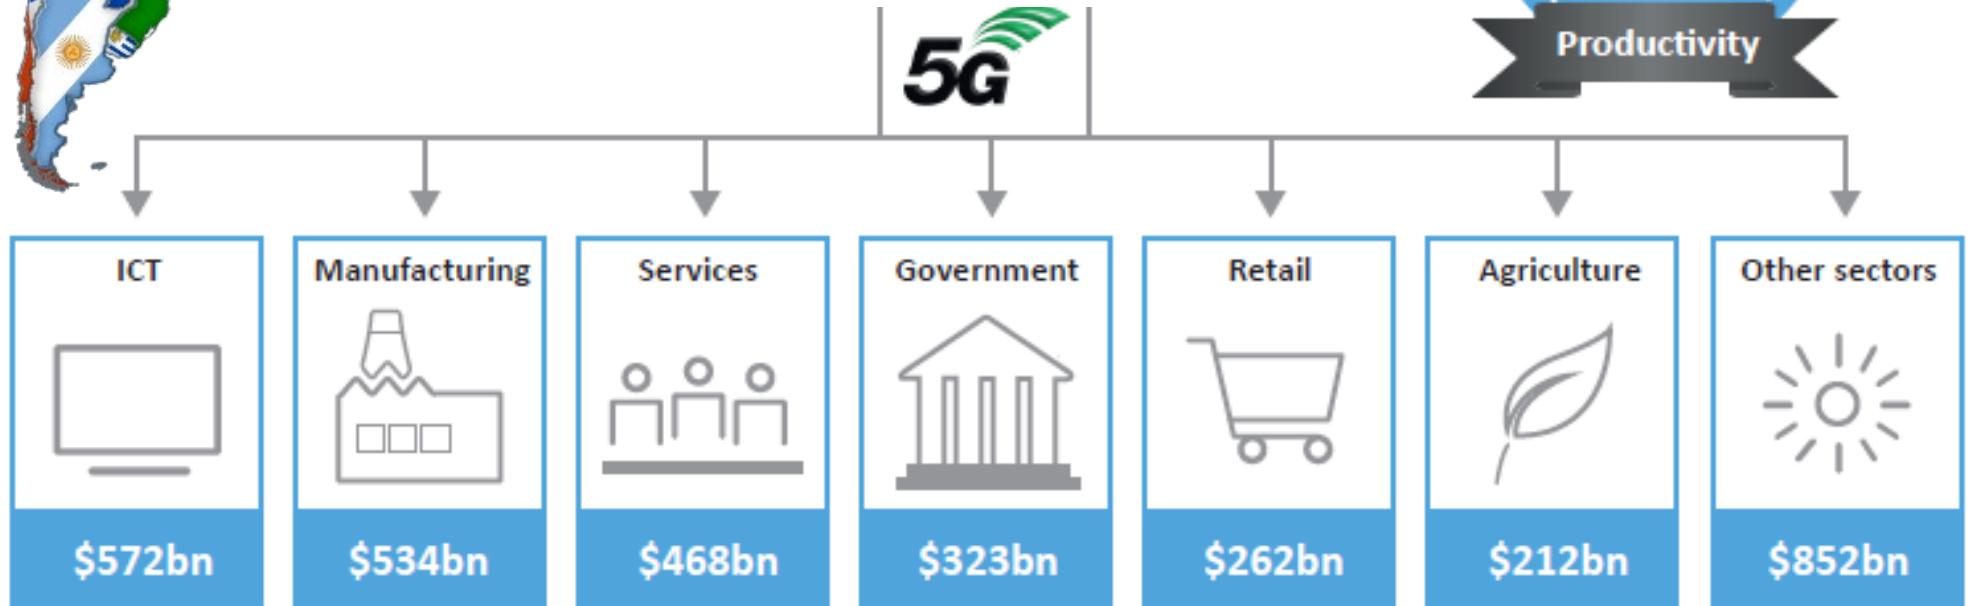 5G
Productivity
ICT
Manufacturing
Services
Government
Retail
Agriculture
Other sectors
$572bn
$534bn
$468bn
$323bn
$262bn
$212bn
$852bn